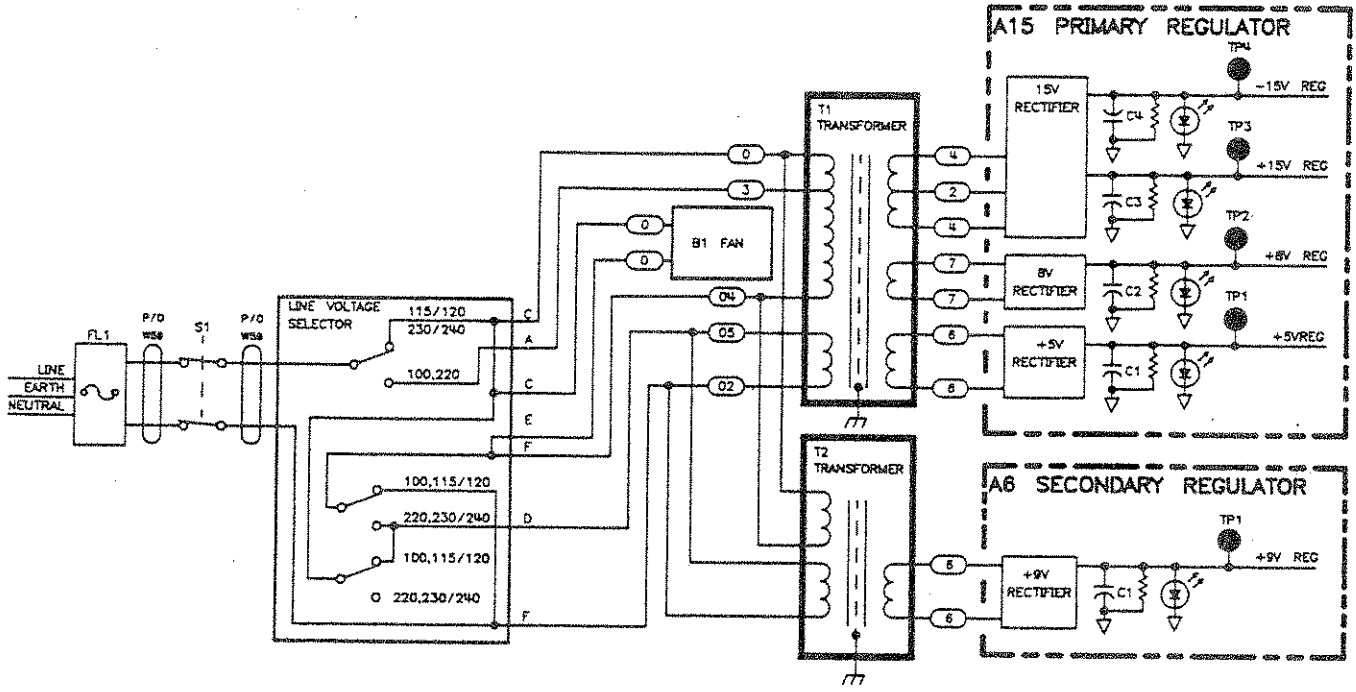 A15 PRIMARY REGULATOR
TP4
15V
RECTIFIER
-15V REG
C4
TP3
+15V REG
C3
T1
TRANSFORMER
0
3
4
2
4
0
B1 FAN
0
TP2
7
8V
RECTIFIER
+8V REG
C2
7
04
TP1
05
6
+5V
RECTIFIER
+5VREG
C1
02
6
LINE VOLTAGE
SELECTOR
115/120
230/240
C
A
100,220
C
E
F
P/O
W58
S1
P/O
W58
FL1
LINE
EARTH
NEUTRAL
100,115/120
220,230/240
D
100,115/120
220,230/240
F
T2
TRANSFORMER
A6 SECONDARY REGULATOR
TP1
6
+9V
RECTIFIER
+9V REG
C1
6